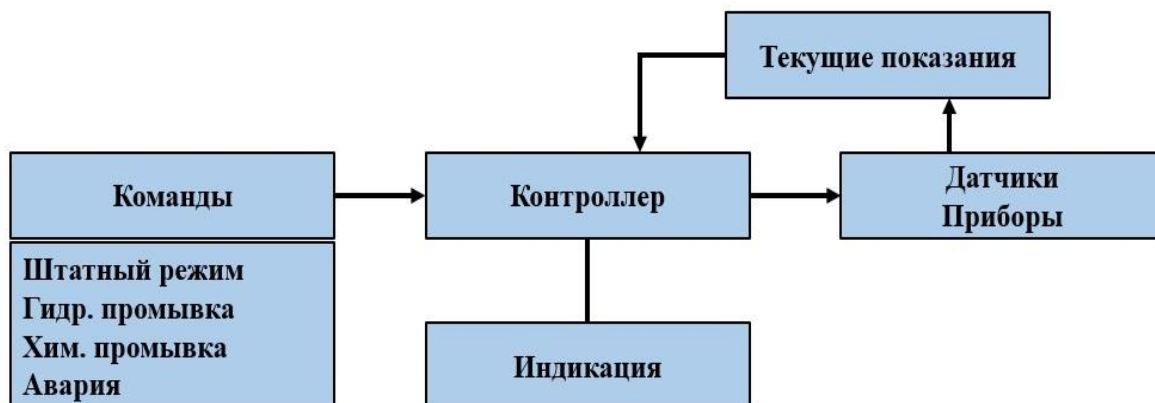 Текущие показания
Команды
Контроллер
Датчики
Приборы
Штатный режим
Гидр. промывка
Хим. промывка
Авария
Индикация